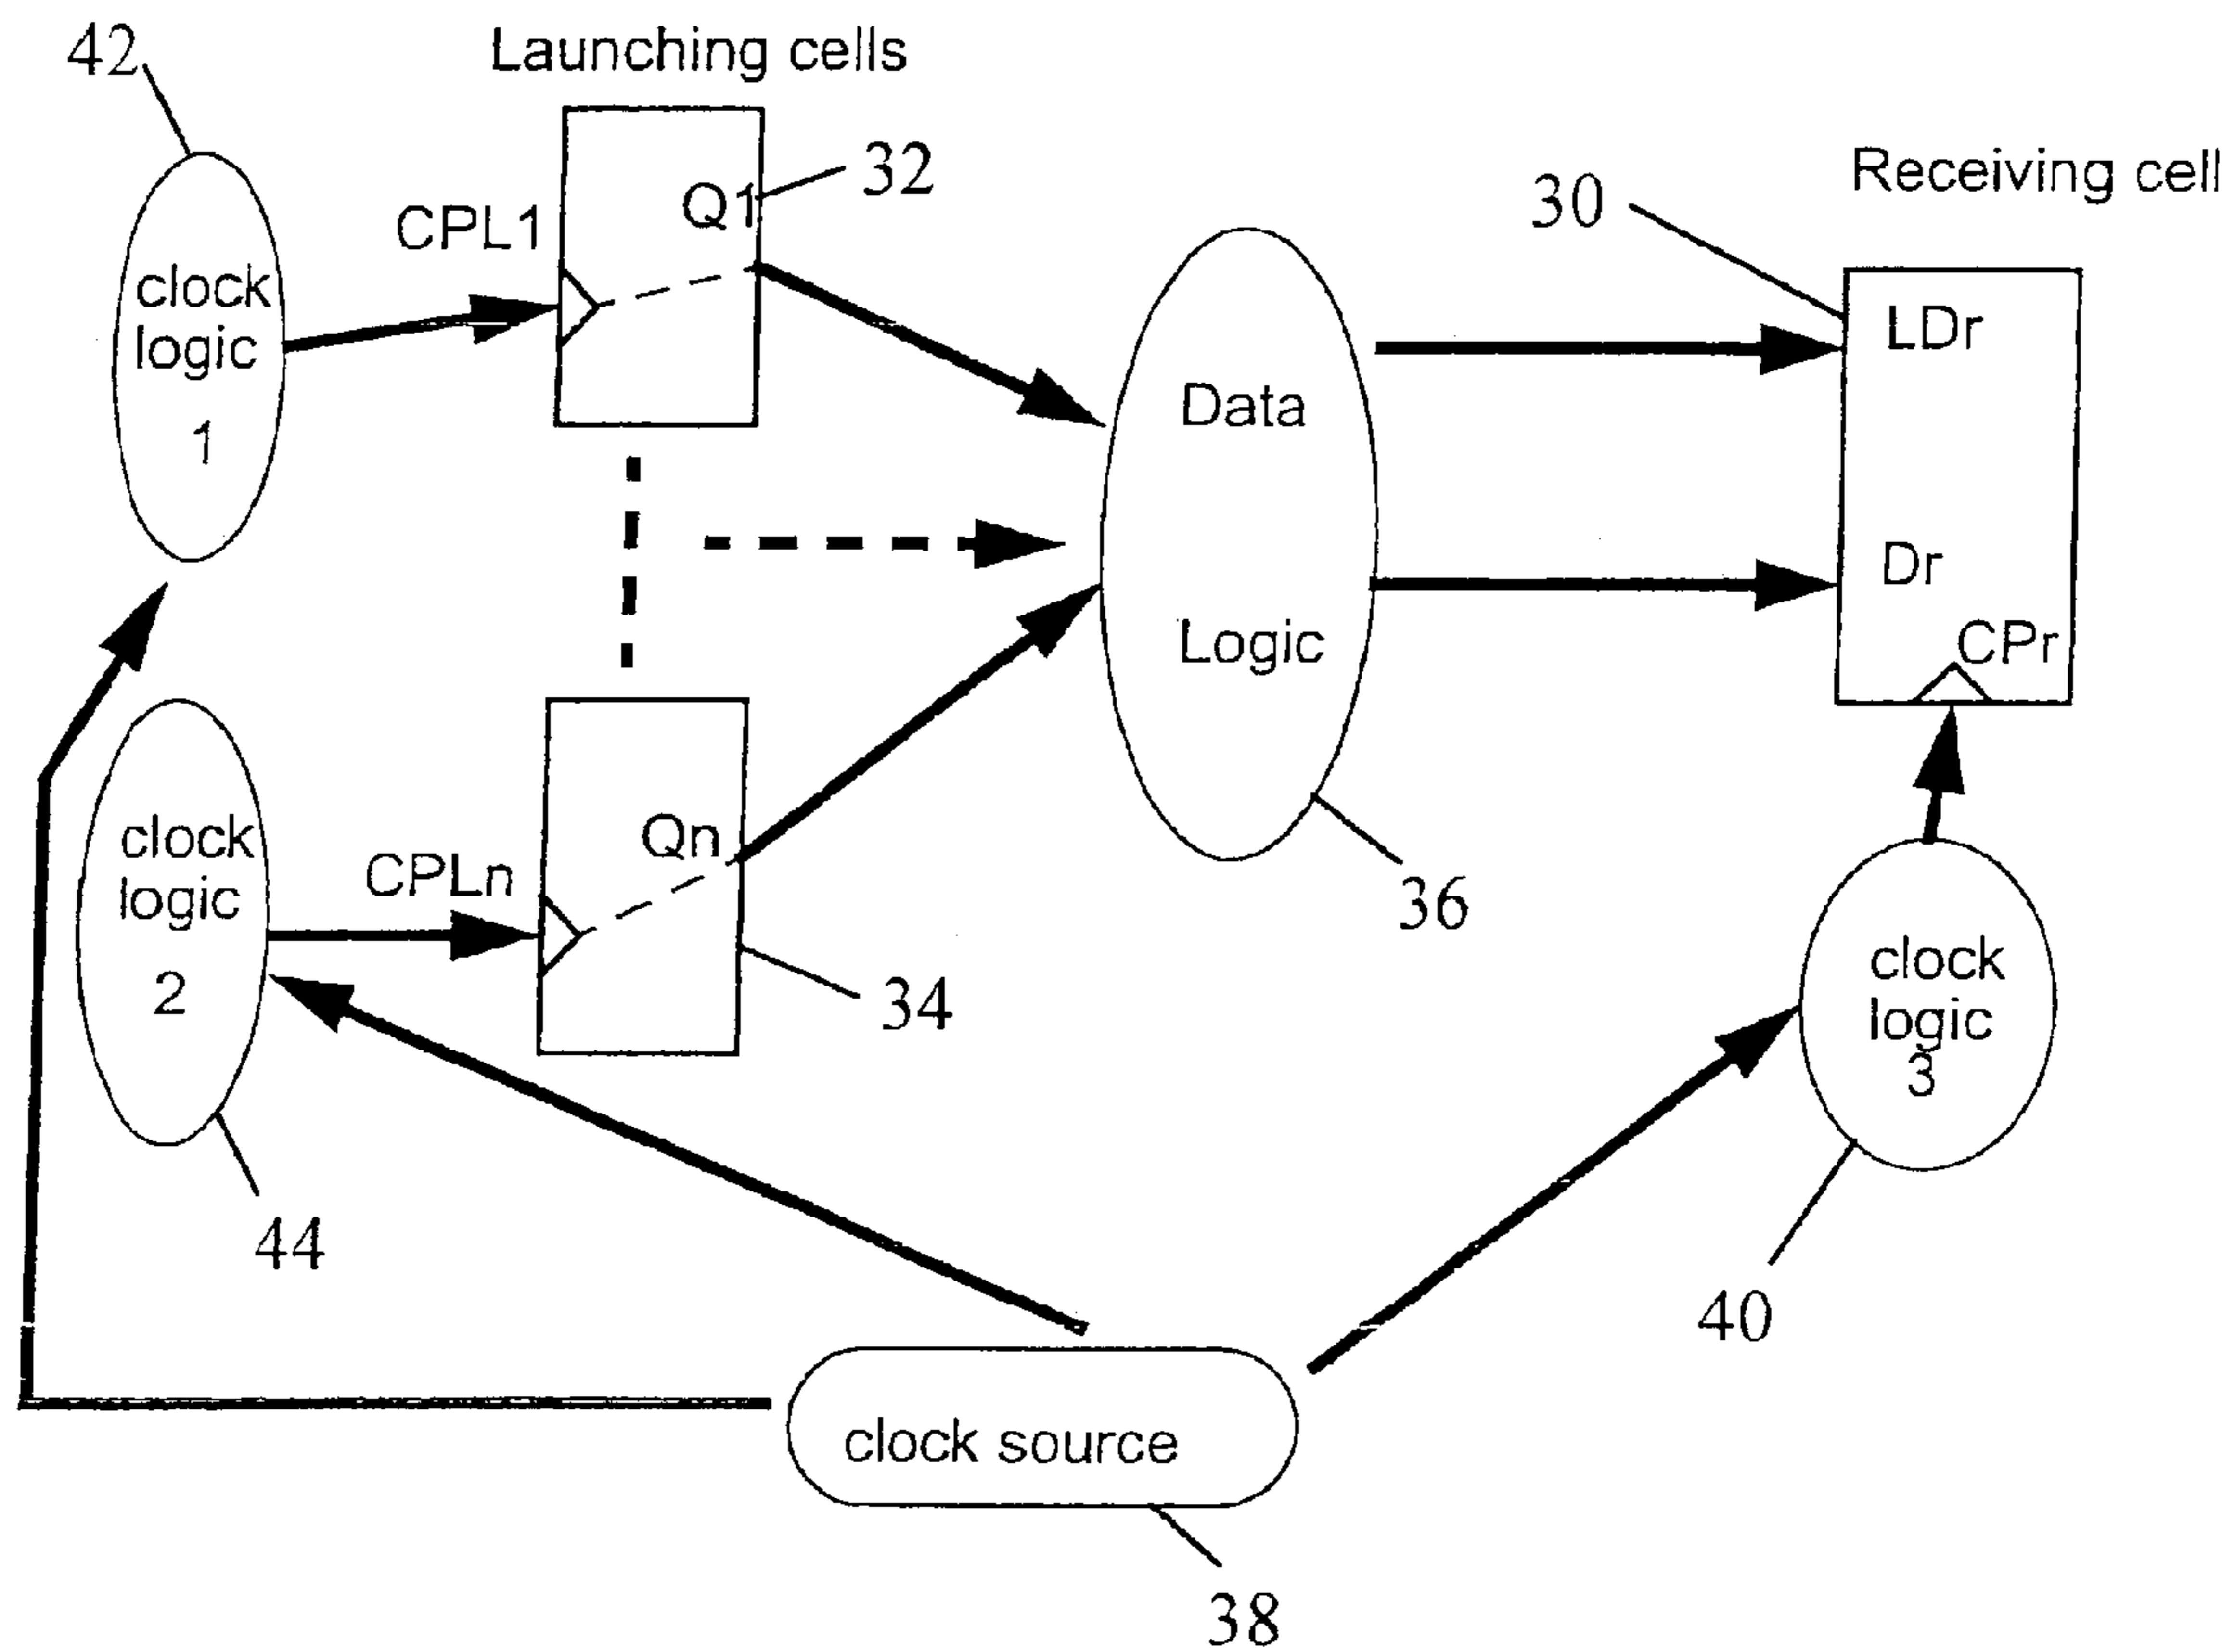 42
Launching cells
32
Q1
CPL1
clock
logic
1
30
Receiving cell
LDr
Data
Dr
Logic
CPr
clock
logic
2
CPLn
Qn
36
34
clock
logic
3
44
40
clock source
38